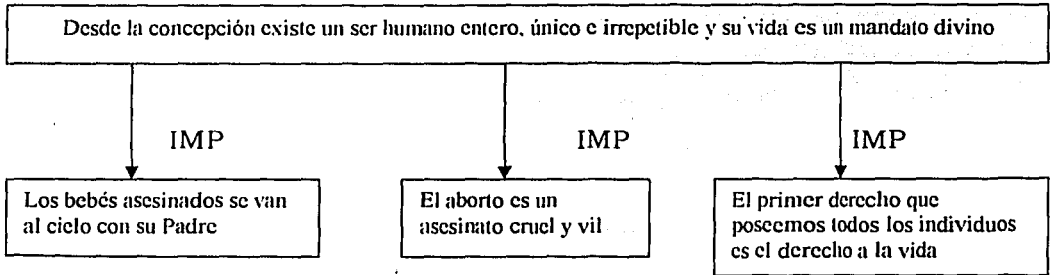 Desde la concepción existe un ser humano entero, único e irrepetible y su vida es un mandato divino
IMP
IMP
IMP
Los bebés asesinados se van
al cielo con su Padre
El aborto es un
asesinato cruel y vil
El primer derecho que
poseemos todos los individuos
es el derecho a la vida